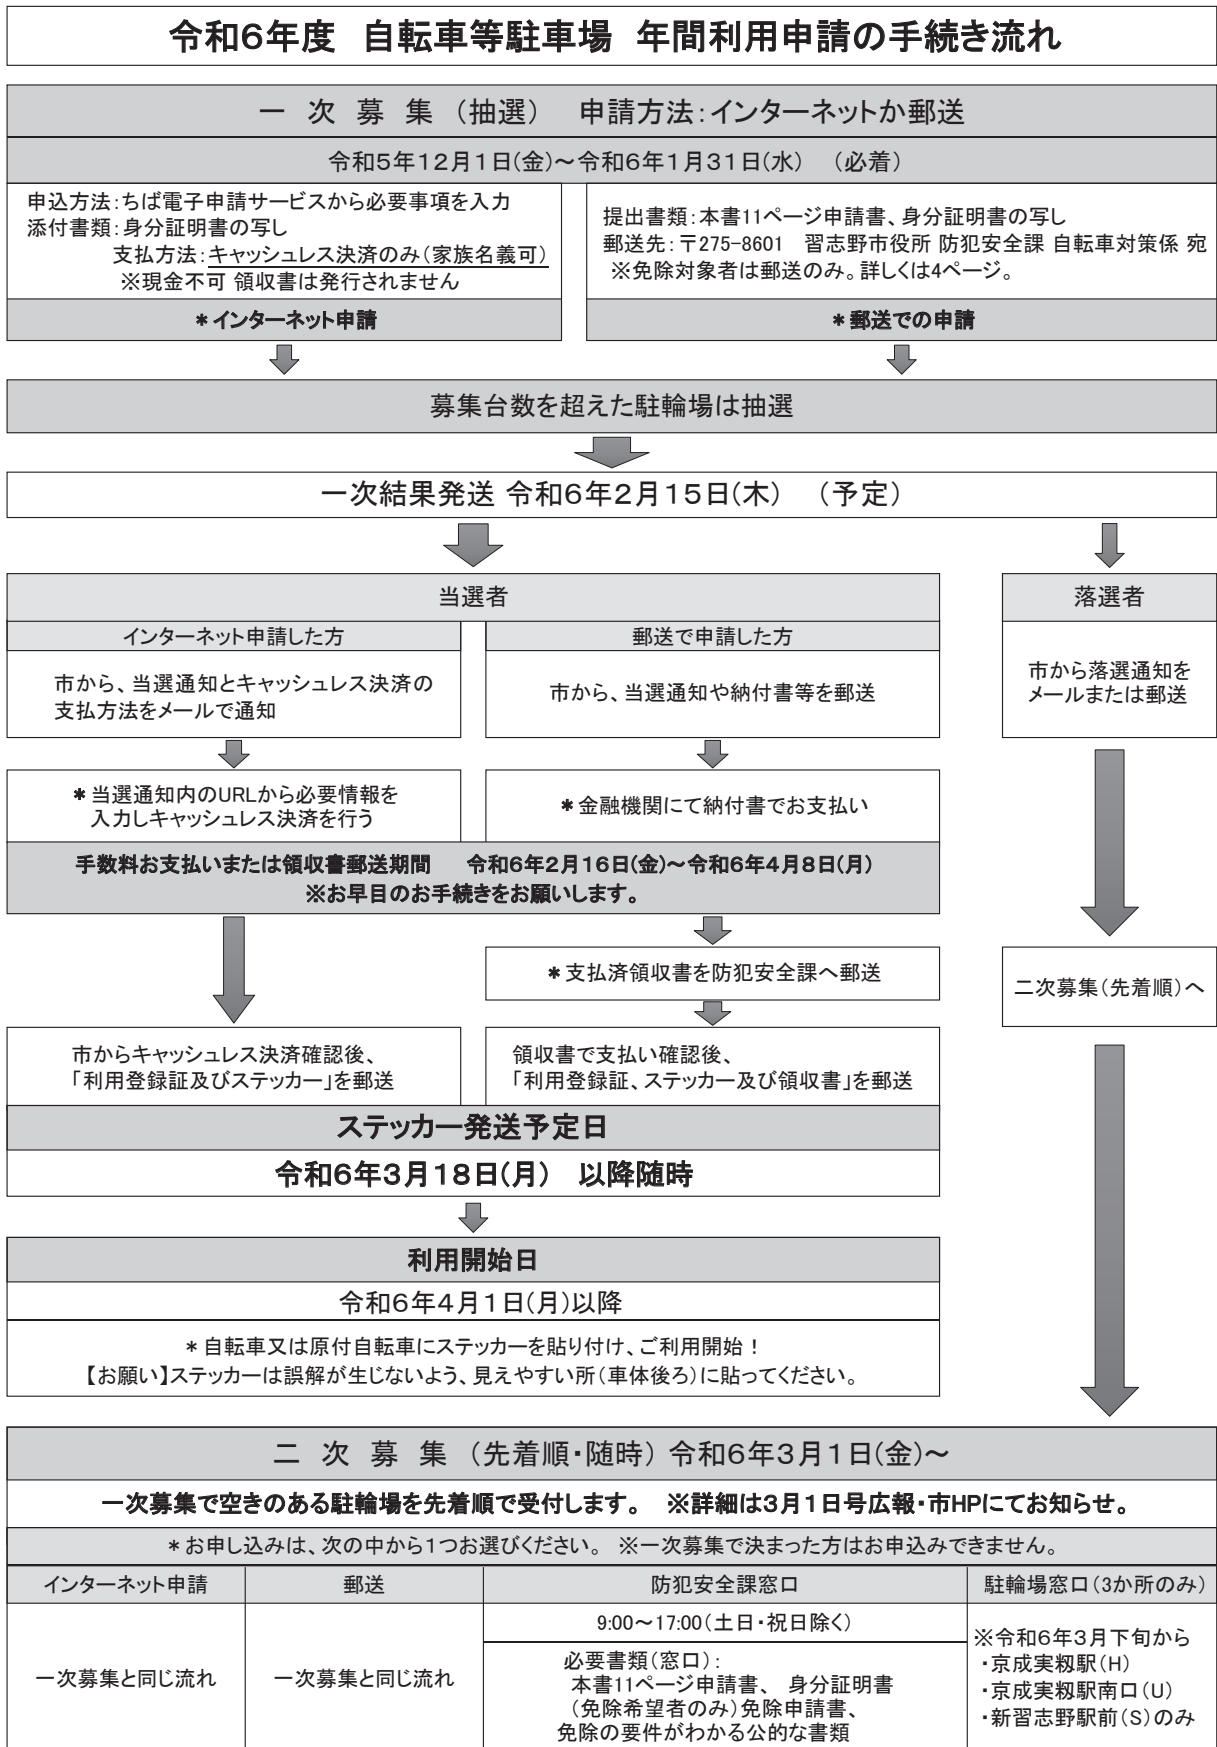 令和6年度　自転車等駐車場　年間利用申請の手続き流れ
一 次 募 集 （抽選）　申請方法：インターネットか郵送
令和5年12月1日(金)～令和6年1月31日(水)　（必着）
申込方法：ちば電子申請サービスから必要事項を入力
添付書類：身分証明書の写し
支払方法：キャッシュレス決済のみ（家族名義可）
※現金不可 領収書は発行されません
＊インターネット申請
提出書類：本書11ページ申請書、身分証明書の写し
郵送先：〒275-8601　習志野市役所 防犯安全課 自転車対策係 宛
※免除対象者は郵送のみ。詳しくは4ページ。
＊郵送での申請
募集台数を超えた駐輪場は抽選
一次結果発送 令和6年2月15日(木)　（予定）
当選者
インターネット申請した方
市から、当選通知とキャッシュレス決済の
支払方法をメールで通知
郵送で申請した方
市から、当選通知や納付書等を郵送
落選者
市から落選通知を
メールまたは郵送
＊当選通知内のURLから必要情報を
入力しキャッシュレス決済を行う
＊金融機関にて納付書でお支払い
手数料お支払いまたは領収書郵送期間　令和6年2月16日(金)～令和6年4月8日(月)
※お早目のお手続きをお願いします。
＊支払済領収書を防犯安全課へ郵送
二次募集（先着順）へ
市からキャッシュレス決済確認後、
「利用登録証及びステッカー」を郵送
領収書で支払い確認後、
「利用登録証、ステッカー及び領収書」を郵送
ステッカー発送予定日
令和6年3月18日(月)　以降随時
利用開始日
令和6年4月1日(月)以降
＊自転車又は原付自転車にステッカーを貼り付け、ご利用開始！
【お願い】ステッカーは誤解が生じないよう、見えやすい所（車体後ろ）に貼ってください。
二 次 募 集 （先着順・随時）令和6年3月1日(金)～
一次募集で空きのある駐輪場を先着順で受付します。　※詳細は3月1日号広報・市HPにてお知らせ。
＊お申し込みは、次の中から1つお選びください。　※一次募集で決まった方はお申込みできません。
インターネット申請
一次募集と同じ流れ
郵送
一次募集と同じ流れ
防犯安全課窓口
9:00～17:00（土日・祝日除く）
必要書類（窓口）：
本書11ページ申請書、 身分証明書
（免除希望者のみ）免除申請書、
免除の要件がわかる公的な書類
駐輪場窓口（3か所のみ）
※令和6年3月下旬から
・京成実籾駅（H）
・京成実籾駅南口（U）
・新習志野駅前（S）のみ